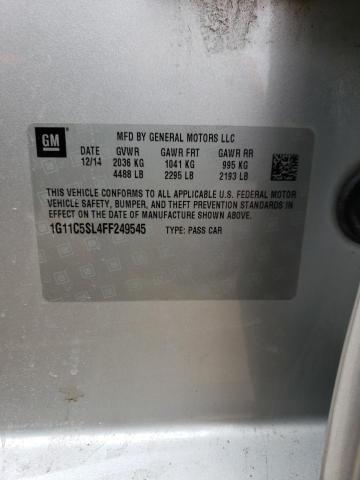 GM
MFD BY GENERAL MOTORS LLC
DATE GVWR GAWR FRT GAWR RR
12/14 2036 KG 1041 KG 995 KG
4488 LB 2295 LB 2193 LB
THIS VEHICLE CONFORMS TO ALL APPLICABLE U.S. FEDERAL MOTOR
VEHICLE SAFETY, BUMPER, AND THEFT PREVENTION STANDARDS
IN EFFECT ON THE DATE OF MANUFACTURE SHOWN ABOVE.
1G11C5SL4FF249545 TYPE: PASS CAR